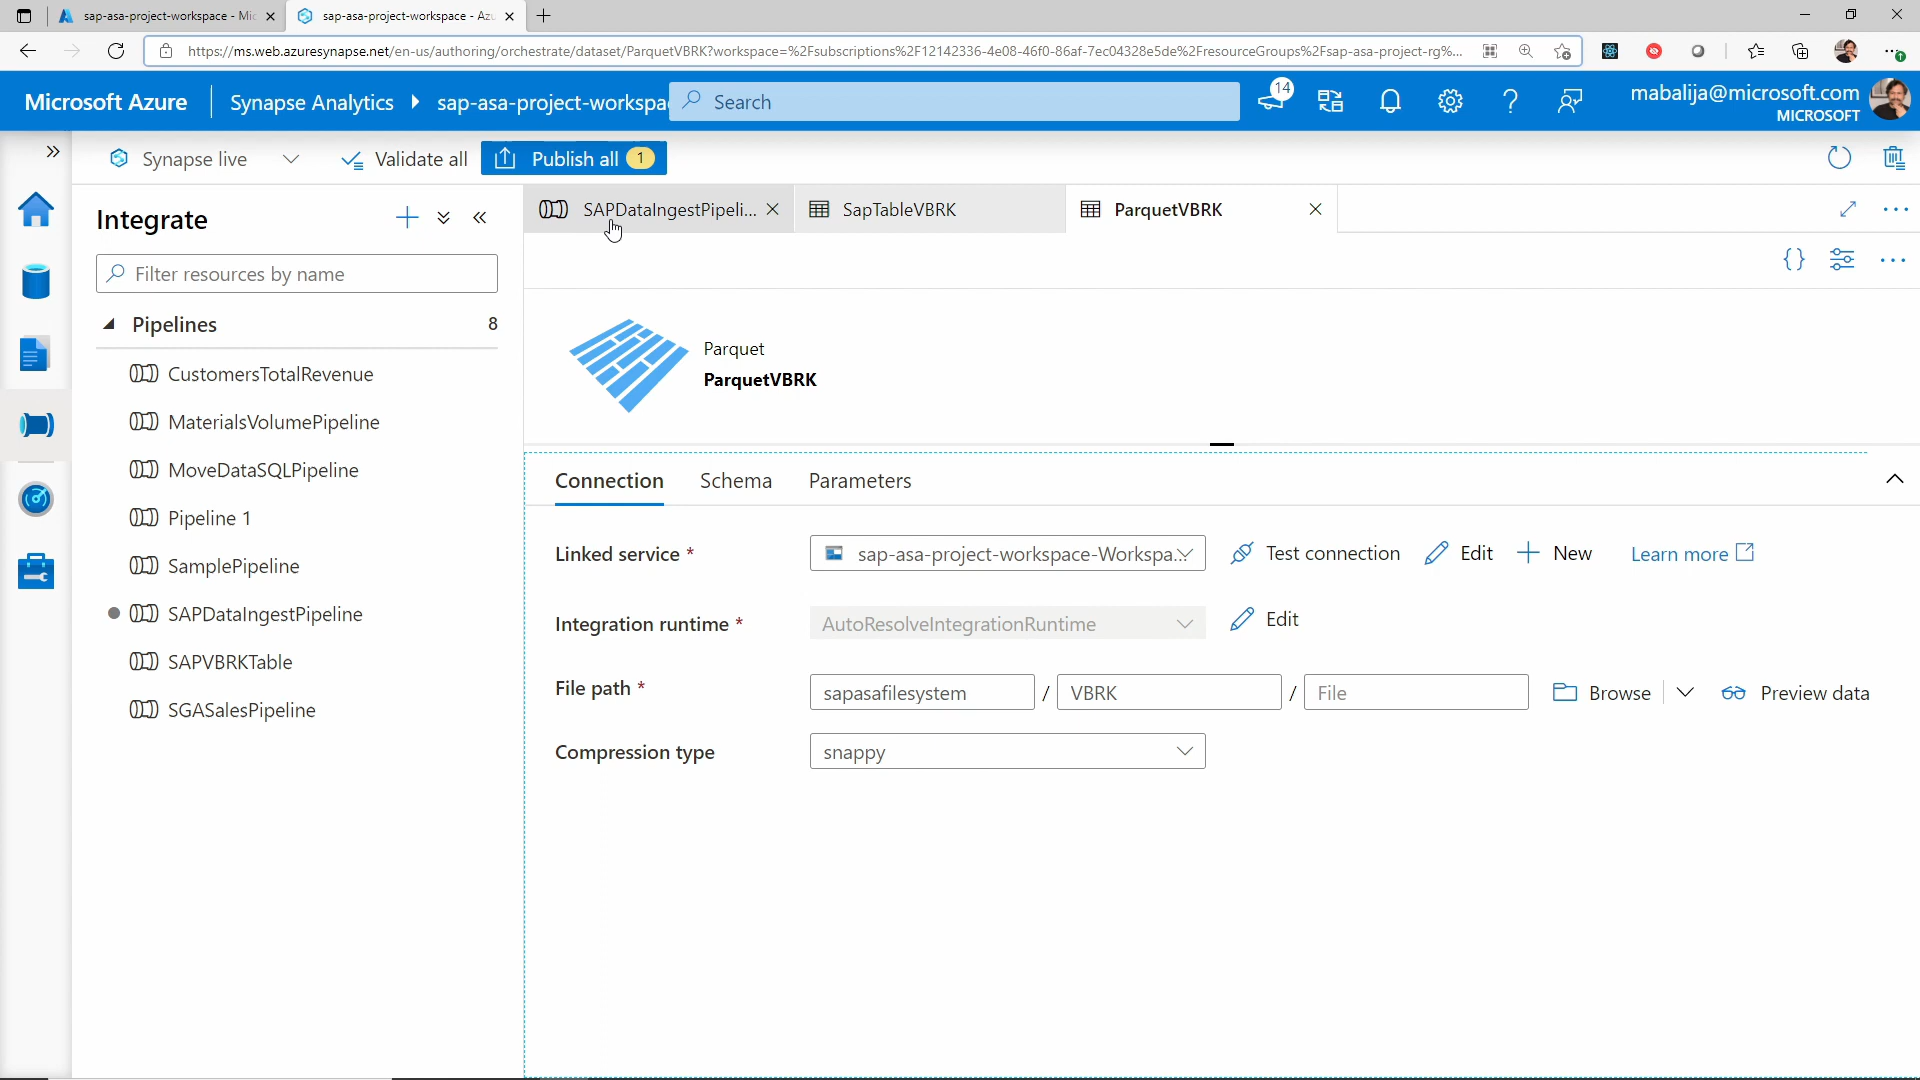 sap-asa-project-workspace - Mic
sap-asa-project-workspace - Azu
https://ms.web.azuresynapse.net/en-us/authoring/orchestrate/dataset/ParquetVBRK?workspace=%2Fsubscriptions%2F12142336-4e08-46f0-86af-7ec04328e5de%2FresourceGroups%2Fsap-asa-project-rg%...
Microsoft Azure
Synapse Analytics
sap-asa-project-workspa
Search
14
mabalija@microsoft.com
MICROSOFT
Synapse live
Validate all
Publish all
1
Integrate
Filter resources by name
Pipelines
8
CustomersTotalRevenue
MaterialsVolumePipeline
MoveDataSQLPipeline
Pipeline 1
SamplePipeline
SAPDataIngestPipeline
SAPVBRKTable
SGASalesPipeline
SAPDataIngestPipeli...
SapTableVBRK
ParquetVBRK
Parquet
ParquetVBRK
Connection
Schema
Parameters
Linked service *
sap-asa-project-workspace-Workspa...
Test connection
Edit
New
Learn more
Integration runtime *
AutoResolveIntegrationRuntime
Edit
File path *
sapasafilesystem
/
VBRK
/
File
Browse
Preview data
Compression type
snappy